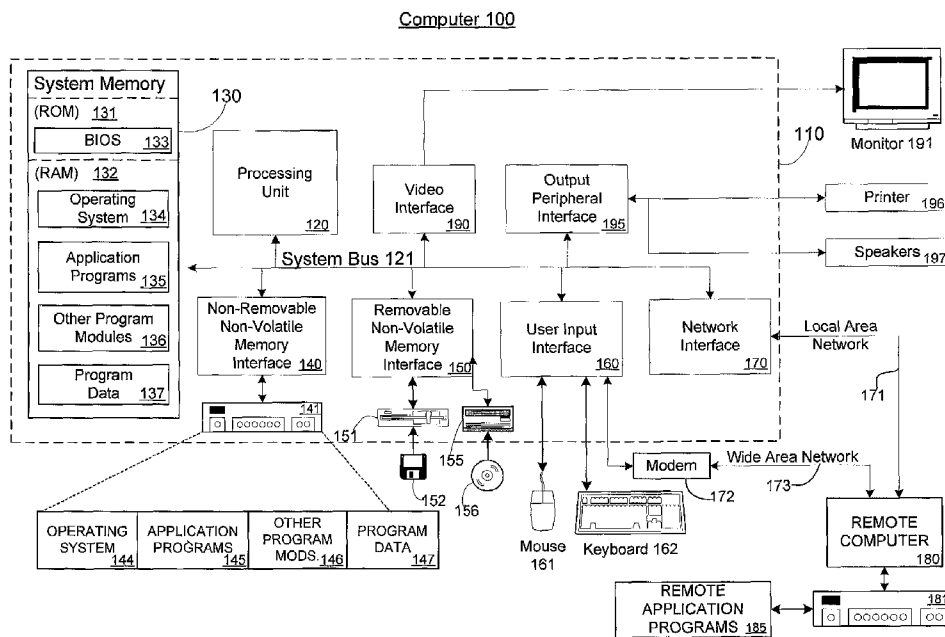 Computer 100
System Memory
(ROM) 131
BIOS 133
(RAM) 132
Operating
System 134
Application
Programs 135
Other Program
Modules 136
Program
Data 137
130
Processing
Unit
120
Video
Interface
190
Output
Peripheral
Interface
195
110
Monitor 191
Printer
196
Speakers
197
System Bus 121
Non-Removable
Non-Volatile
Memory
Interface
140
Removable
Non-Volatile
Memory
Interface 150
User Input
Interface
160
Network
Interface
170
Local Area
Network
171
141
151
152
155
156
Modem
172
Wide Area Network
173
Mouse
161
Keyboard 162
OPERATING
SYSTEM 144
APPLICATION
PROGRAMS 145
OTHER
PROGRAM
MODS. 146
PROGRAM
DATA 147
REMOTE
COMPUTER
180
181
REMOTE
APPLICATION
PROGRAMS 185